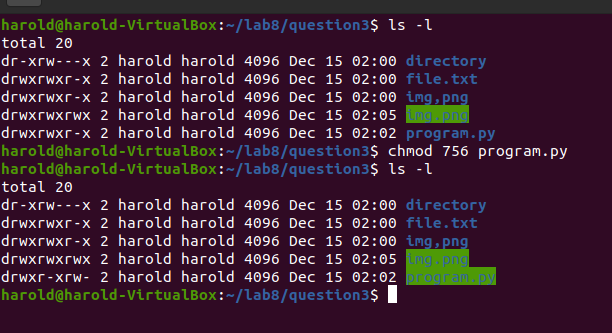 harold@harold-VirtualBox:~/lab8/question3$ ls -l
total 20
dr-xrw---x 2 harold harold 4096 Dec 15 02:00 directory
drwxrwxr-x 2 harold harold 4096 Dec 15 02:00 file.txt
drwxrwxr-x 2 harold harold 4096 Dec 15 02:00 img,png
drwxrwxrwx 2 harold harold 4096 Dec 15 02:05 img.png
drwxrwxr-x 2 harold harold 4096 Dec 15 02:02 program.py
harold@harold-VirtualBox:~/lab8/question3$ chmod 756 program.py
harold@harold-VirtualBox:~/lab8/question3$ ls -l
total 20
dr-xrw---x 2 harold harold 4096 Dec 15 02:00 directory
drwxrwxr-x 2 harold harold 4096 Dec 15 02:00 file.txt
drwxrwxr-x 2 harold harold 4096 Dec 15 02:00 img,png
drwxrwxrwx 2 harold harold 4096 Dec 15 02:05 img.png
drwxr-xrw- 2 harold harold 4096 Dec 15 02:02 program.py
harold@harold-VirtualBox:~/lab8/question3$